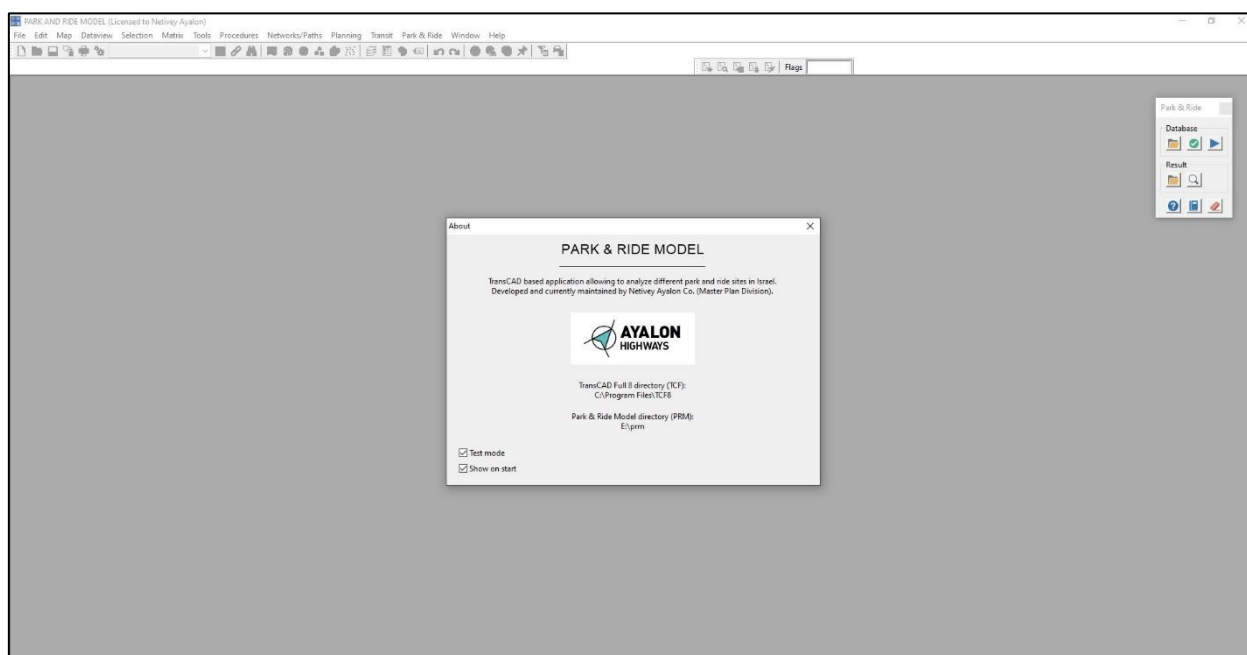 PARK AND RIDE MODEL (Licensed to Netivey Ayalon)
File Edit Map Dataview Selection Matrix Tools Procedures Networks/Paths Planning Transit Park & Ride Window Help
Flags
Park & Ride
Database
Result
About
PARK & RIDE MODEL
TransCAD based application allowing to analyze different park and ride sites in Israel.
Developed and currently maintained by Netivey Ayalon Co. (Master Plan Division).
AYALON
HIGHWAYS
TransCAD Full 8 directory (TCF):
C:\Program Files\TCF8
Park & Ride Model directory (PRM):
E:\prm
Test mode
Show on start